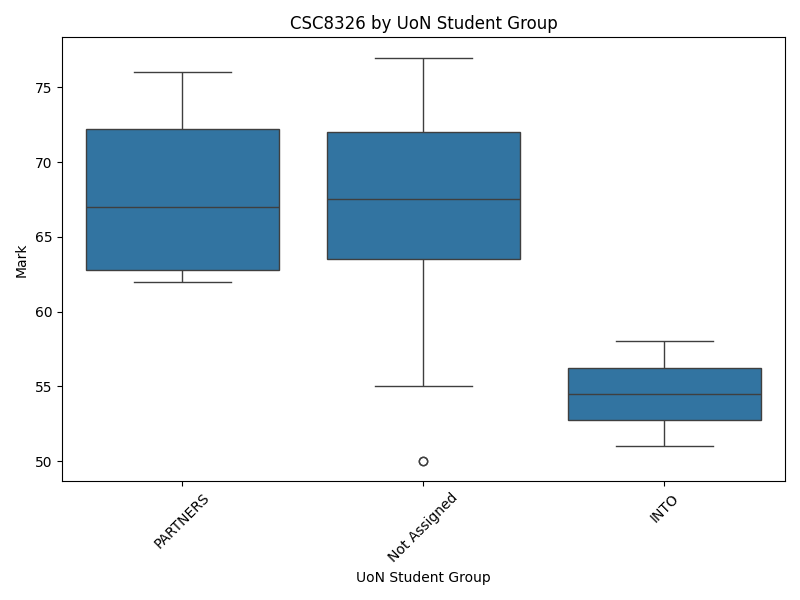 CSC8326 by UoN Student Group
Mark
75
70
65
60
55
50
PARTNERS
Not Assigned
INTO
UoN Student Group